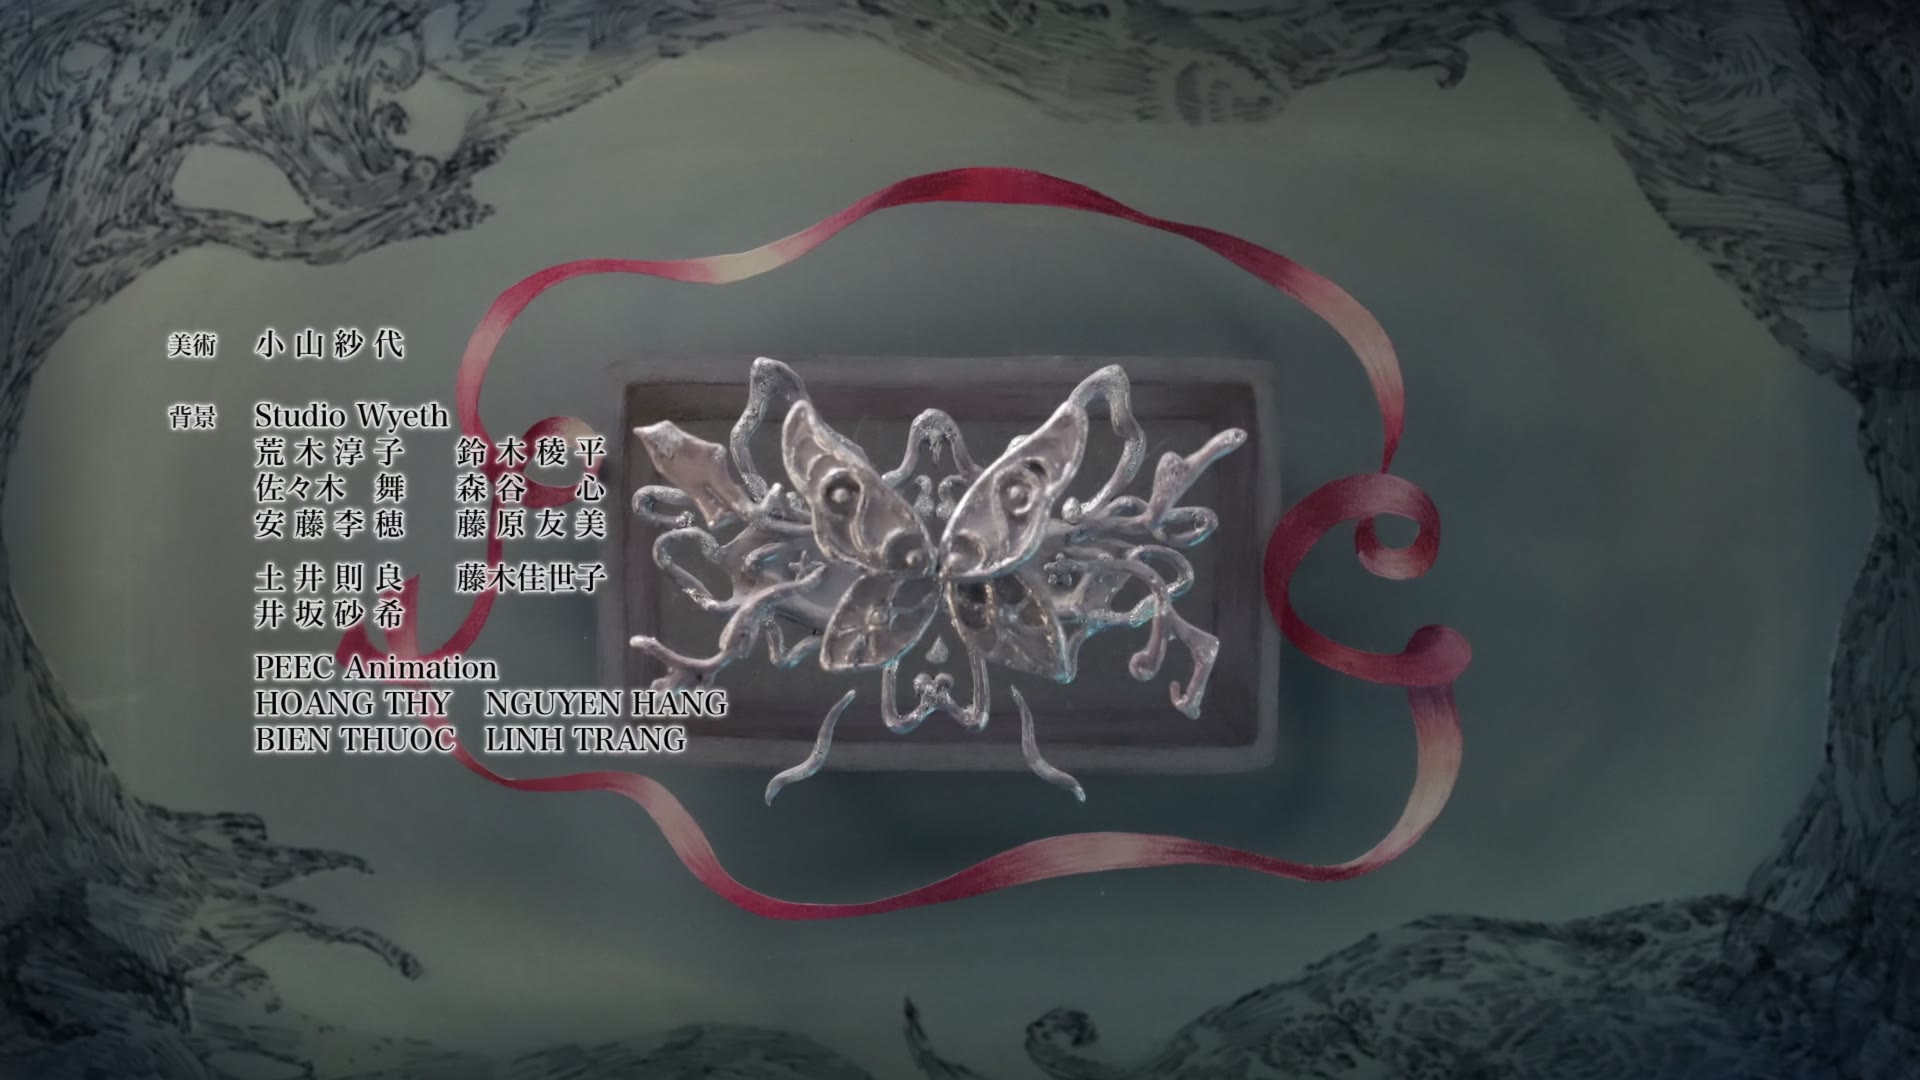 美術 小山紗代
背景 Studio Wyeth
荒木淳子 鈴木稜平
佐々木 舞 森谷 心
安藤李穂 藤原友美
土井則良 藤木佳世子
井坂砂希
PEEC Animation
HOANG THY NGUYEN HANG
BIEN THUOC LINH TRANG